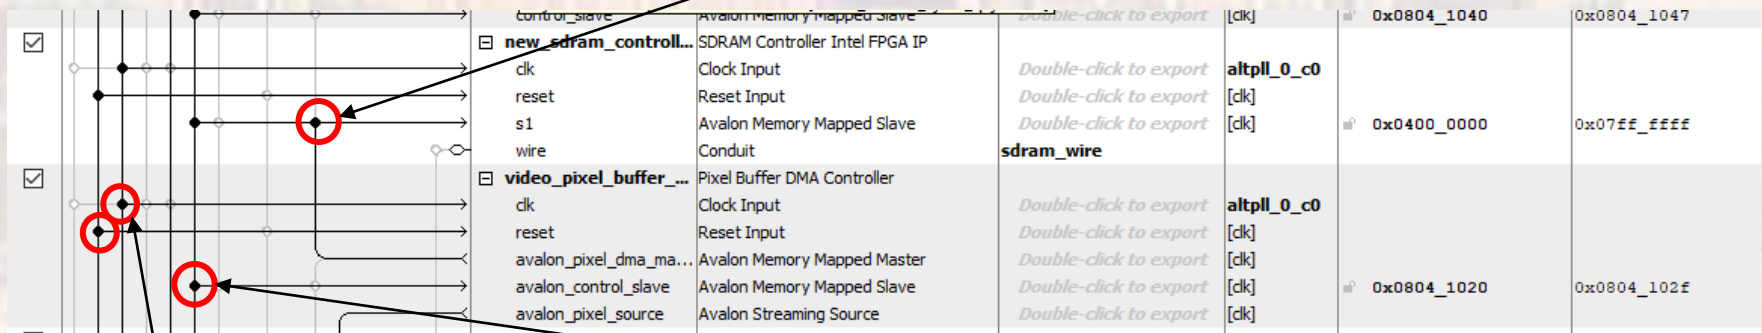 control_slave Avalon Memory Mapped Slave Double-click to export [clk] 0x0804_1040 0x0804_1047
new_sdram_controll... SDRAM Controller Intel FPGA IP
clk Clock Input Double-click to export altpll_0_c0
reset Reset Input Double-click to export [clk]
s1 Avalon Memory Mapped Slave Double-click to export [clk] 0x0400_0000 0x07ff_ffff
wire Conduit sdram_wire
video_pixel_buffer_... Pixel Buffer DMA Controller
clk Clock Input Double-click to export altpll_0_c0
reset Reset Input Double-click to export [clk]
avalon_pixel_dma_ma... Avalon Memory Mapped Master Double-click to export [clk]
avalon_control_slave Avalon Memory Mapped Slave Double-click to export [clk] 0x0804_1020 0x0804_102f
avalon_pixel_source Avalon Streaming Source Double-click to export [clk]